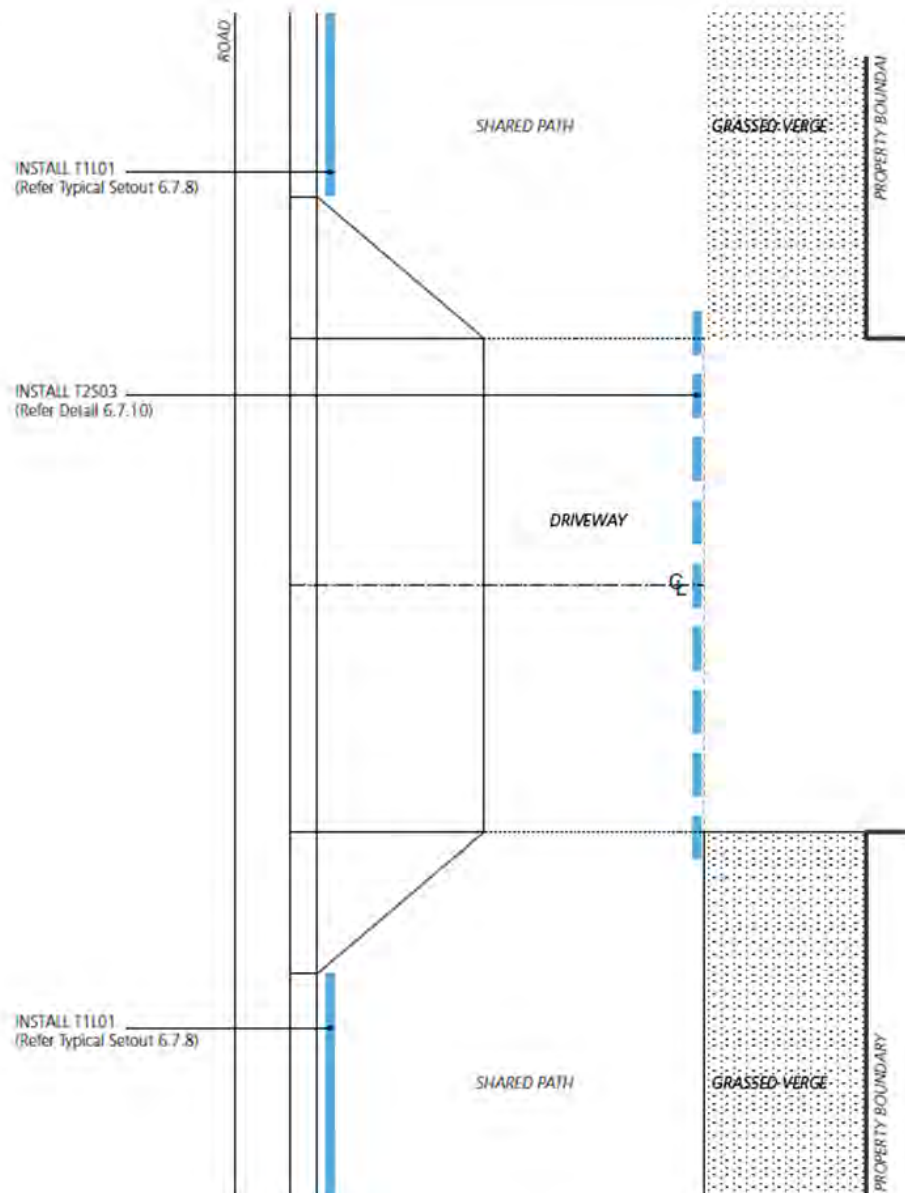 ROAD
SHARED PATH
GRASSED VERGE
PROPERTY BOUNDAR
INSTALL T1L01
(Refer Typical Setout 6.7.8)
INSTALL T2S03
(Refer Detail 6.7.10)
DRIVEWAY
CL
INSTALL T1L01
(Refer Typical Setout 6.7.8)
SHARED PATH
GRASSED VERGE
PROPERTY BOUNDARY